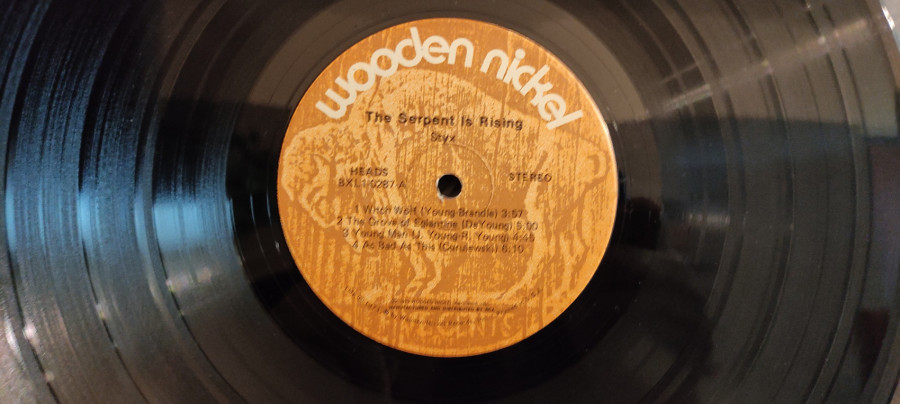 wooden nickel
The Serpent Is Rising
Styx
HEADS
BXL1-0287-A
STEREO
1 Witch Wolf (Young-Brandle) 3:57
2 The Grove of Eglantine (DeYoung) 5:00
3 Young Man (J. Young-R. Young) 4:45
4 As Bad As This (Curulewski) 6:10